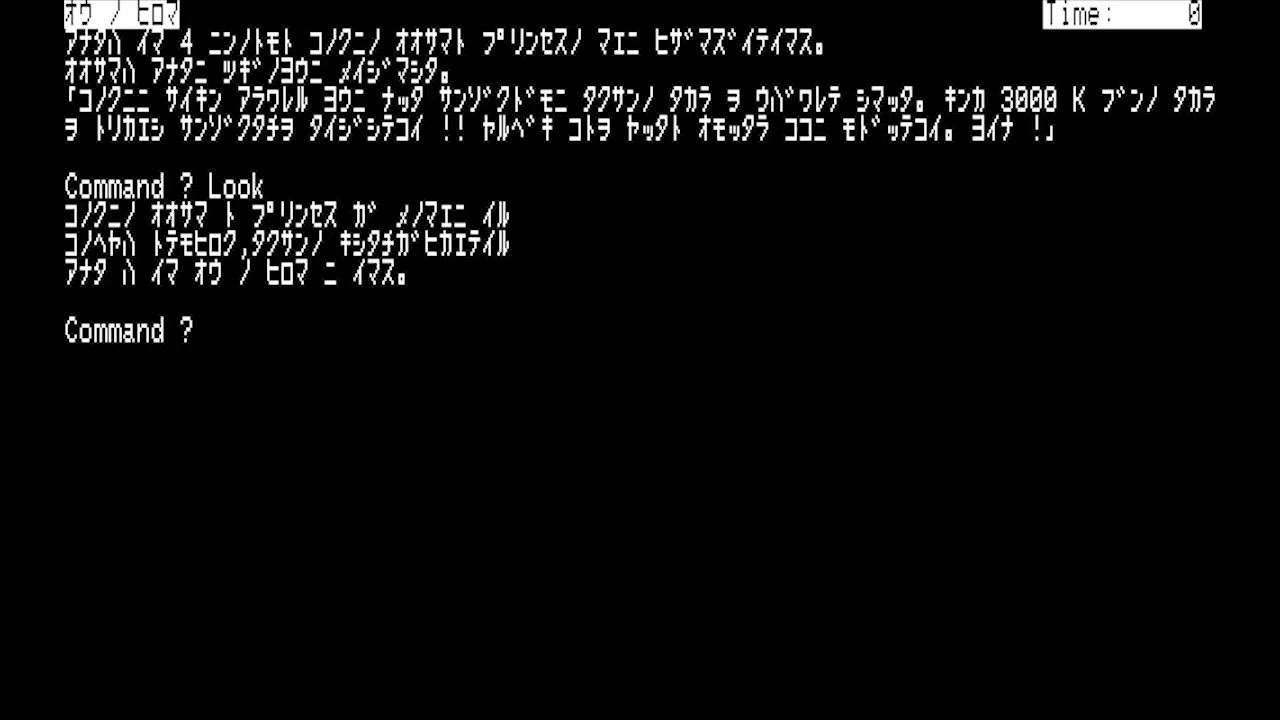 ｵｳ ﾉ ﾋﾛﾏ Time: 0
ｱﾅﾀﾊ ｲﾏ 4 ﾆﾝﾉﾄﾓﾄ ｺﾉｸﾆﾉ ｵｵｻﾏﾄ ﾌﾟﾘﾝｾｽﾉ ﾏｴﾆ ﾋｻﾞﾏｽﾞｲﾃｲﾏｽ｡
ｵｵｻﾏﾊ ｱﾅﾀﾆ ﾂｷﾞﾉﾖｳﾆ ﾒｲｼﾞﾏｼﾀ｡
｢ｺﾉｸﾆﾆ ｻｲｷﾝ ｱﾗﾜﾚﾙ ﾖｳﾆ ﾅｯﾀ ｻﾝｿﾞｸﾄﾞﾓﾆ ﾀｸｻﾝﾉ ﾀｶﾗ ｦ ｳﾊﾞﾜﾚﾃ ｼﾏｯﾀ｡ ｷﾝｶ 3000 K ﾌﾞﾝﾉ ﾀｶﾗ
ｦ ﾄﾘｶｴｼ ｻﾝｿﾞｸﾀﾁｦ ﾀｲｼﾞｼﾃｺｲ !! ﾔﾙﾍﾞｷ ｺﾄｦ ﾔｯﾀﾄ ｵﾓｯﾀﾗ ｺｺﾆ ﾓﾄﾞｯﾃｺｲ｡ ﾖｲﾅ !｣
Command ? Look
ｺﾉｸﾆﾉ ｵｵｻﾏ ﾄ ﾌﾟﾘﾝｾｽ ｶﾞ ﾒﾉﾏｴﾆ ｲﾙ
ｺﾉﾍﾔﾊ ﾄﾃﾓﾋﾛｸ,ﾀｸｻﾝﾉ ｷｼﾀﾁｶﾞﾋｶｴﾃｲﾙ
ｱﾅﾀ ﾊ ｲﾏ ｵｳ ﾉ ﾋﾛﾏ ﾆ ｲﾏｽ｡
Command ?